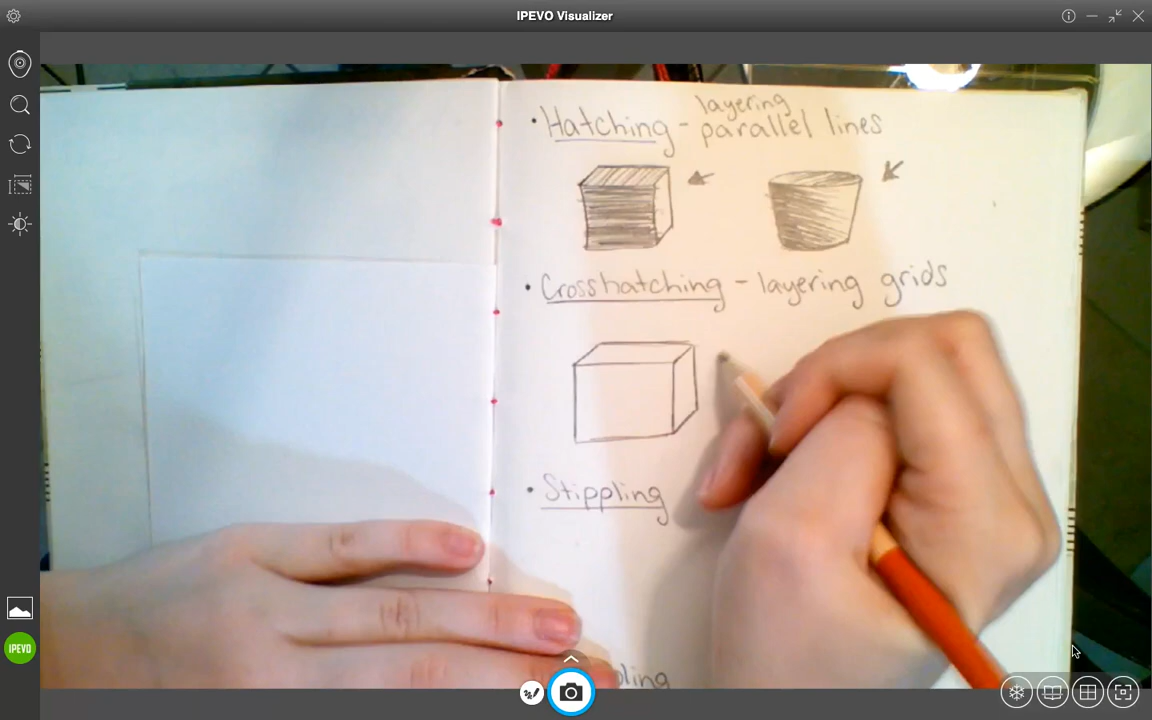 IPEVO Visualizer
layering
• Hatching - parallel lines
• Crosshatching - layering grids
• Stippling
IPEVO